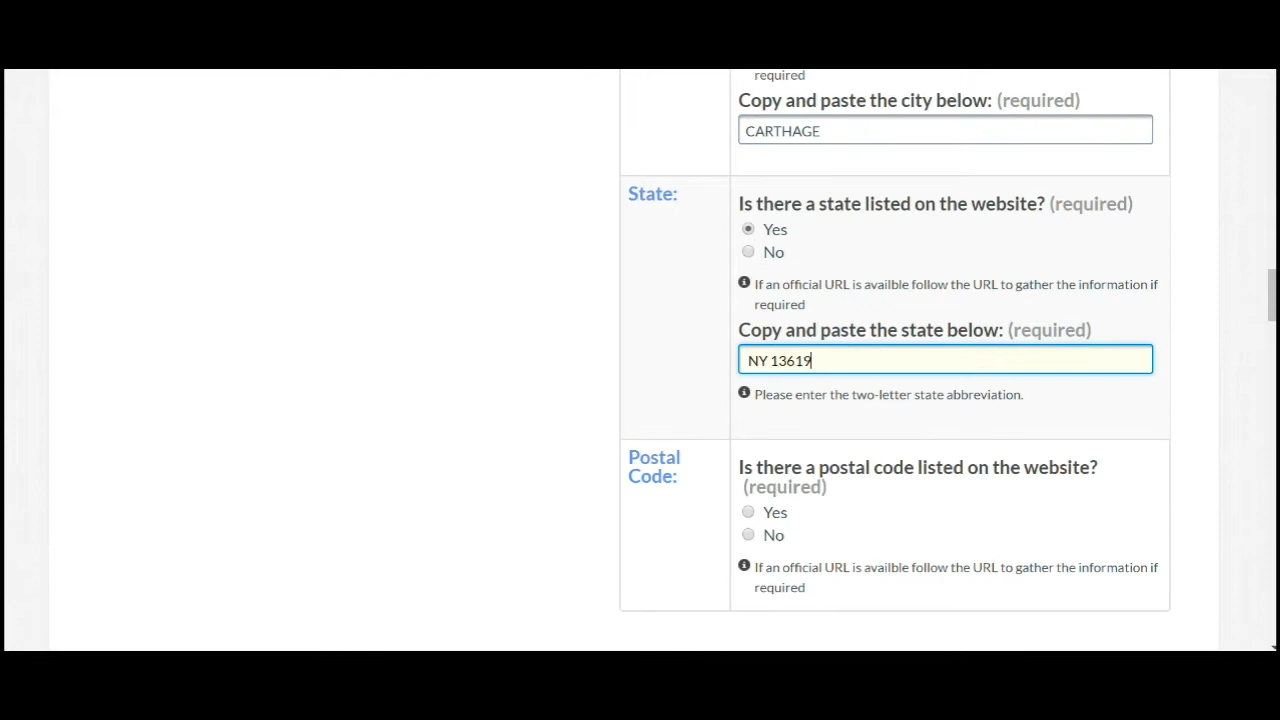 required
Copy and paste the city below: (required)
CARTHAGE
State:
Is there a state listed on the website? (required)
Yes
No
If an official URL is availble follow the URL to gather the information if
required
Copy and paste the state below: (required)
NY 13619
Please enter the two-letter state abbreviation.
Postal
Code:
Is there a postal code listed on the website?
(required)
Yes
No
If an official URL is availble follow the URL to gather the information if
required